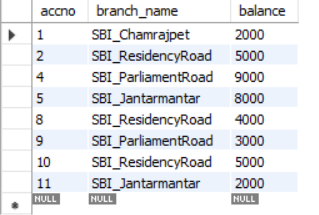 accno branch_name balance
1 SBI_Chamrajpet 2000
2 SBI_ResidencyRoad 5000
4 SBI_ParliamentRoad 9000
5 SBI_Jantarmantar 8000
8 SBI_ResidencyRoad 4000
9 SBI_ParliamentRoad 3000
10 SBI_ResidencyRoad 5000
11 SBI_Jantarmantar 2000
NULL NULL NULL